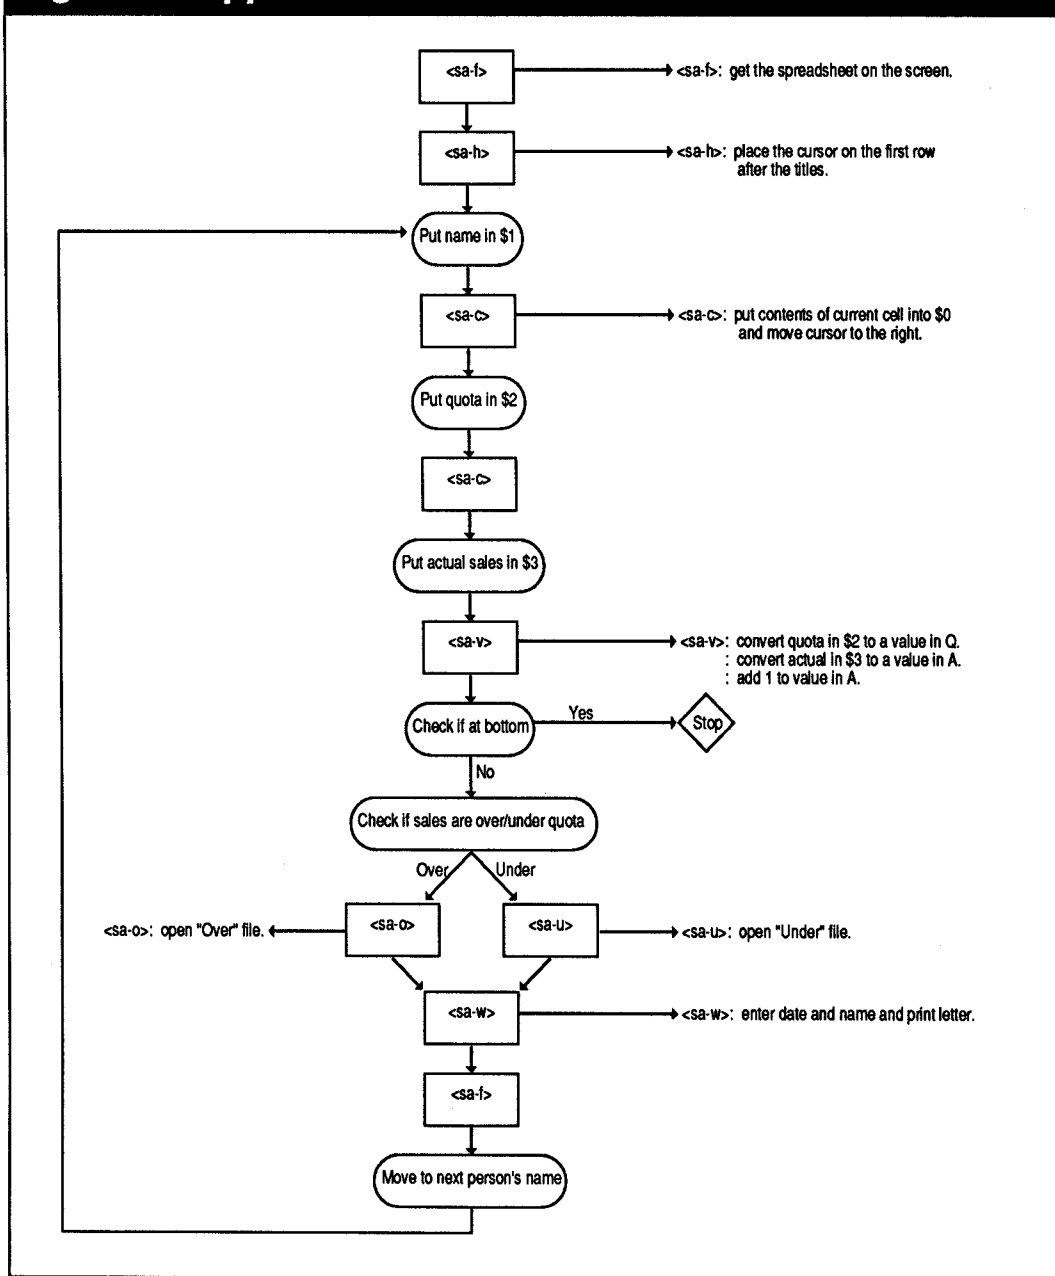 <sa-f>
<sa-f>: get the spreadsheet on the screen.
<sa-h>
<sa-h>: place the cursor on the first row
after the titles.
Put name in $1
<sa-c>
<sa-c>: put contents of current cell into $0
and move cursor to the right.
Put quota in $2
<sa-c>
Put actual sales in $3
<sa-v>
<sa-v>: convert quota in $2 to a value in Q.
: convert actual in $3 to a value in A.
: add 1 to value in A.
Check if at bottom
Yes
Stop
No
Check if sales are over/under quota
Over
Under
<sa-o>: open "Over" file.
<sa-o>
<sa-u>
<sa-u>: open "Under" file.
<sa-w>
<sa-w>: enter date and name and print letter.
<sa-f>
Move to next person's name